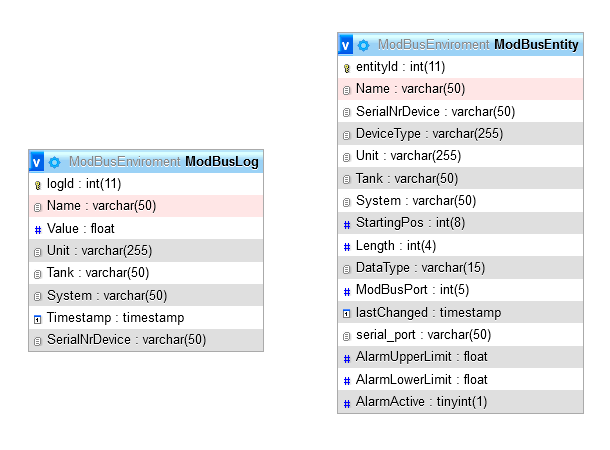 v ModBusEnviroment ModBusLog
logId : int(11)
Name : varchar(50)
# Value : float
Unit : varchar(255)
Tank : varchar(50)
System : varchar(50)
Timestamp : timestamp
SerialNrDevice : varchar(50)
v ModBusEnviroment ModBusEntity
entityId : int(11)
Name : varchar(50)
SerialNrDevice : varchar(50)
DeviceType : varchar(255)
Unit : varchar(255)
Tank : varchar(50)
System : varchar(50)
# StartingPos : int(8)
# Length : int(4)
DataType : varchar(15)
# ModBusPort : int(5)
lastChanged : timestamp
serial_port : varchar(50)
# AlarmUpperLimit : float
# AlarmLowerLimit : float
# AlarmActive : tinyint(1)